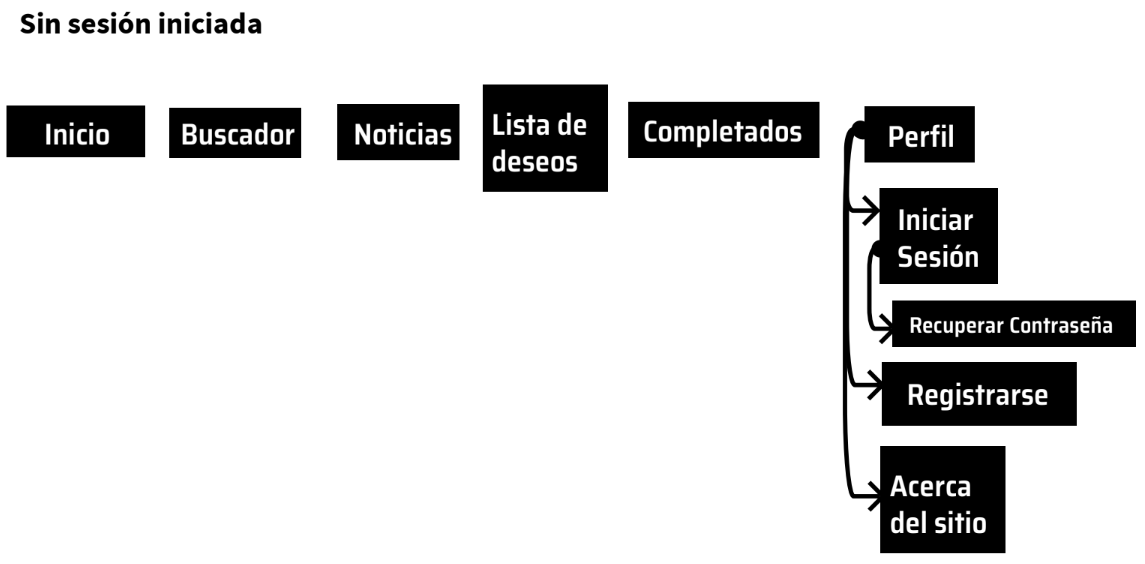 Sin sesión iniciada
Inicio
Buscador
Noticias
Lista de
deseos
Completados
Perfil
Iniciar
Sesión
Recuperar Contraseña
Registrarse
Acerca
del sitio